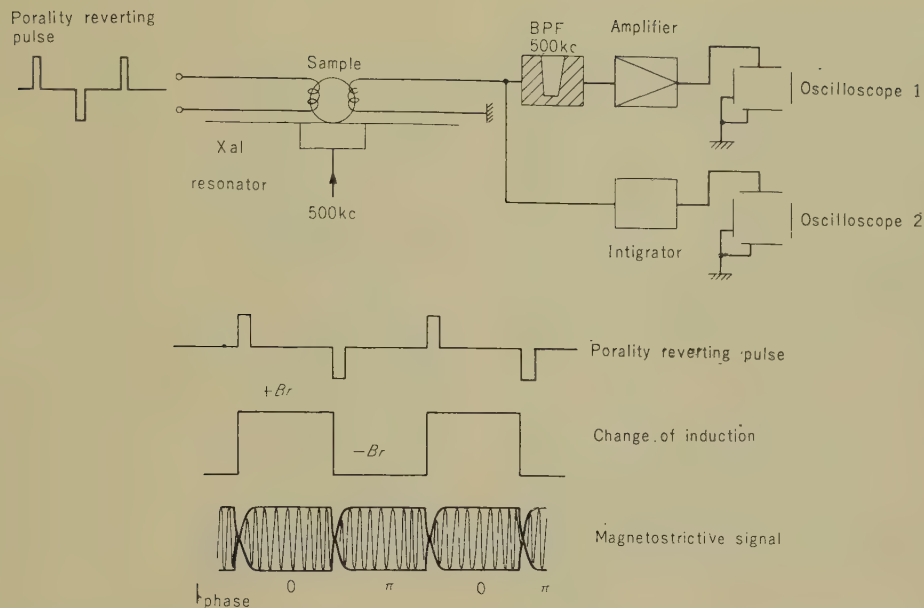 Porality reverting
pulse
Sample
BPF
500kc
Amplifier
Oscilloscope 1
Xal
resonator
500kc
Intigrator
Oscilloscope 2
Porality reverting pulse
+Br
-Br
Change of induction
Magnetostrictive signal
0 π 0 π
phase